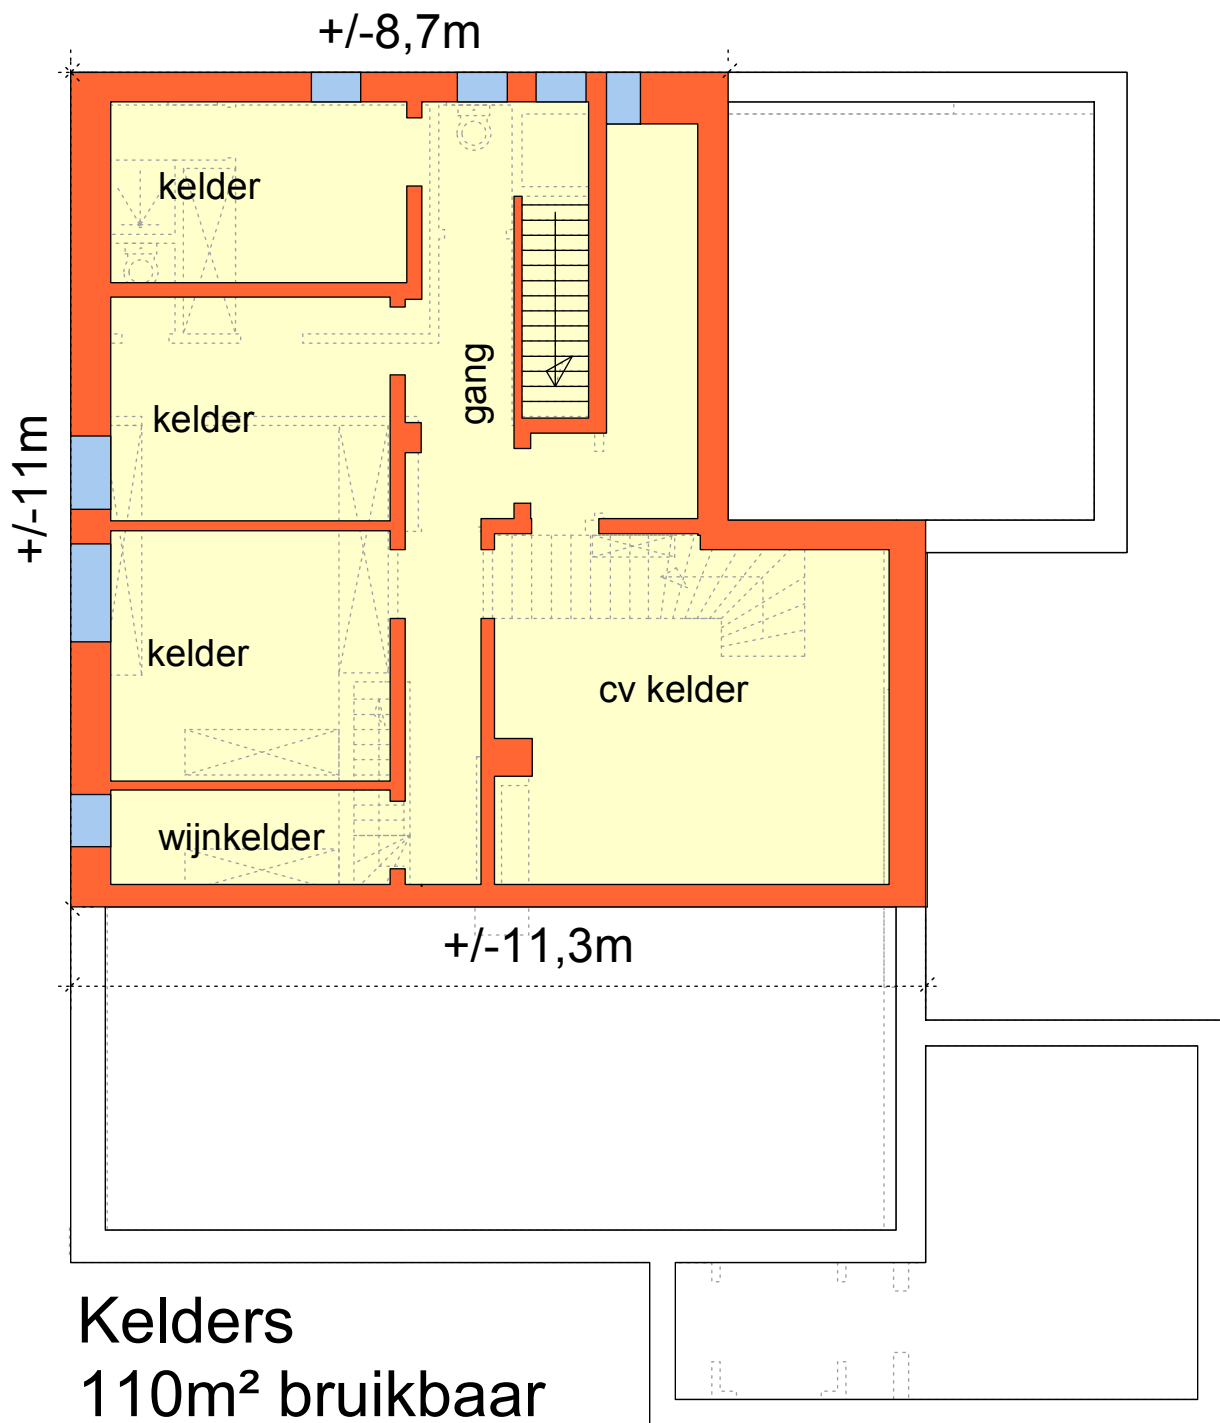 +/-8,7m
kelder
gang
kelder
+/-11m
kelder
cv kelder
wijnkelder
+/-11,3m
Kelders
110m² bruikbaar